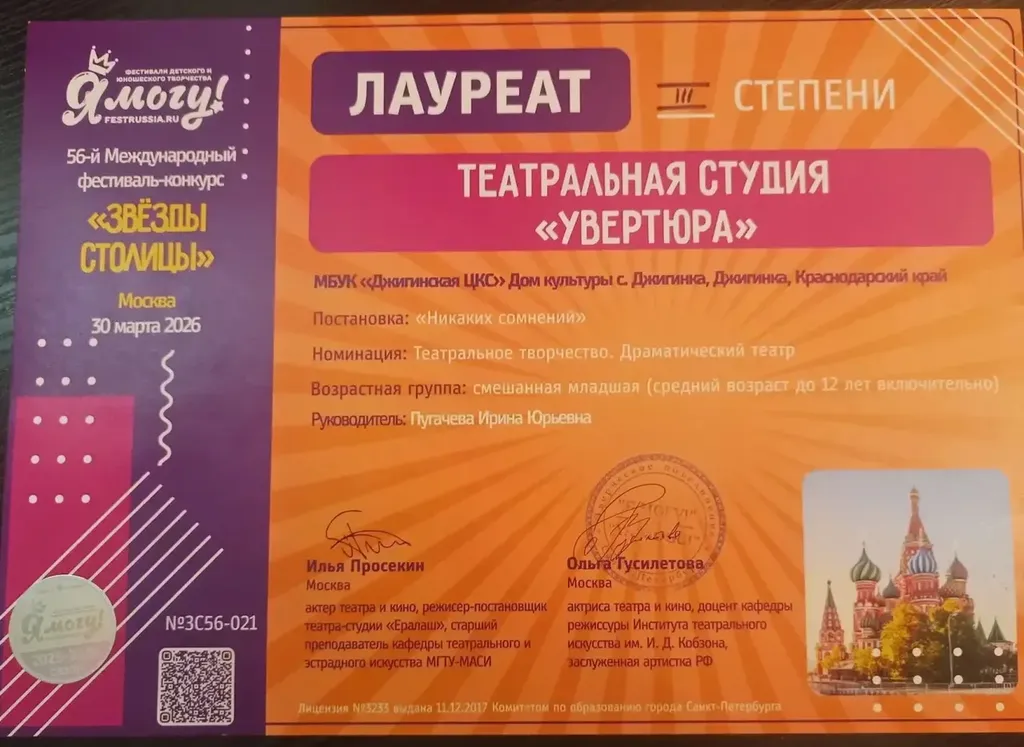 ФЕСТИВАЛИ ДЕТСКОГО И
ЮНОШЕСКОГО ТВОРЧЕСТВА
Я могу!
FESTRUSSIA.RU
56-й Международный
фестиваль-конкурс
«ЗВЁЗДЫ
СТОЛИЦЫ»
Москва
30 марта 2026
ЛАУРЕАТ III СТЕПЕНИ
ТЕАТРАЛЬНАЯ СТУДИЯ
«УВЕРТЮРА»
МБУК «Джигинская ЦКС» Дом культуры с. Джигинка, Джигинка, Краснодарский край
Постановка: «Никаких сомнений»
Номинация: Театральное творчество. Драматический театр
Возрастная группа: смешанная младшая (средний возраст до 12 лет включительно)
Руководитель: Пугачева Ирина Юрьевна
Илья Просекин
Москва
актер театра и кино, режисер-постановщик
театра-студии «Ералаш», старший
преподаватель кафедры театрального и
эстрадного искусства МГТУ-МАСИ
Ольга Тусилетова
Москва
актриса театра и кино, доцент кафедры
режиссуры Института театрального
искусства им. И. Д. Кобзона,
заслуженная артистка РФ
Я могу!
№ЗС56-021
Лицензия №3233 выдана 11.12.2017 Комитетом по образованию города Санкт-Петербурга